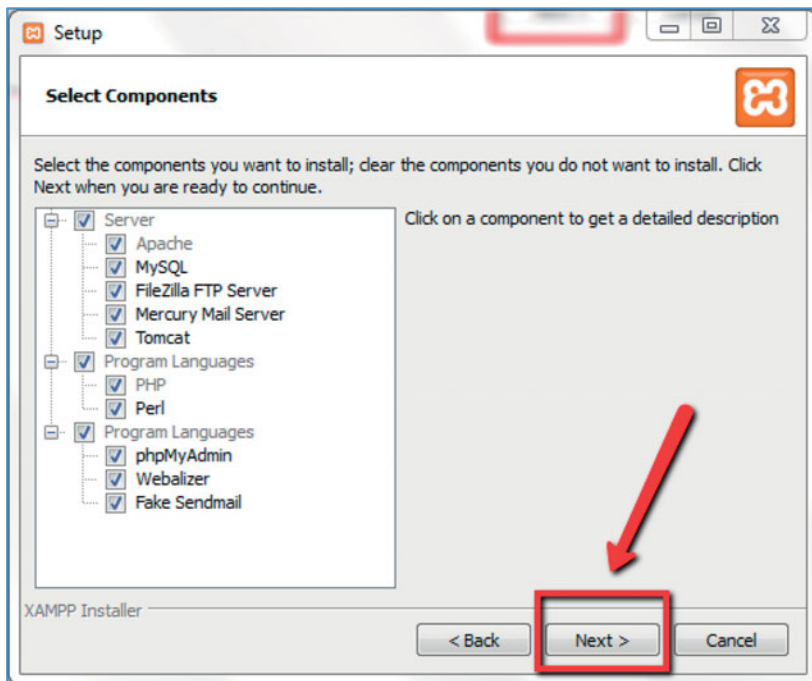 Setup
Select Components
Select the components you want to install; clear the components you do not want to install. Click
Next when you are ready to continue.
Server
Apache
MySQL
FileZilla FTP Server
Mercury Mail Server
Tomcat
Program Languages
PHP
Perl
Program Languages
phpMyAdmin
Webalizer
Fake Sendmail
Click on a component to get a detailed description
XAMPP Installer
< Back
Next >
Cancel